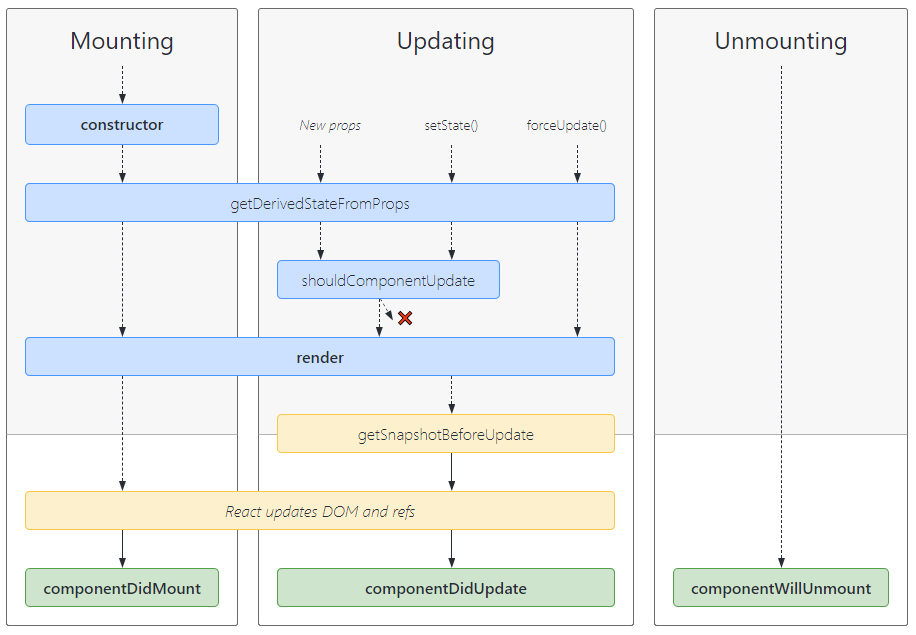 Mounting
Updating
Unmounting
constructor
New props
setState()
forceUpdate()
getDerivedStateFromProps
shouldComponentUpdate
render
getSnapshotBeforeUpdate
React updates DOM and refs
componentDidMount
componentDidUpdate
componentWillUnmount